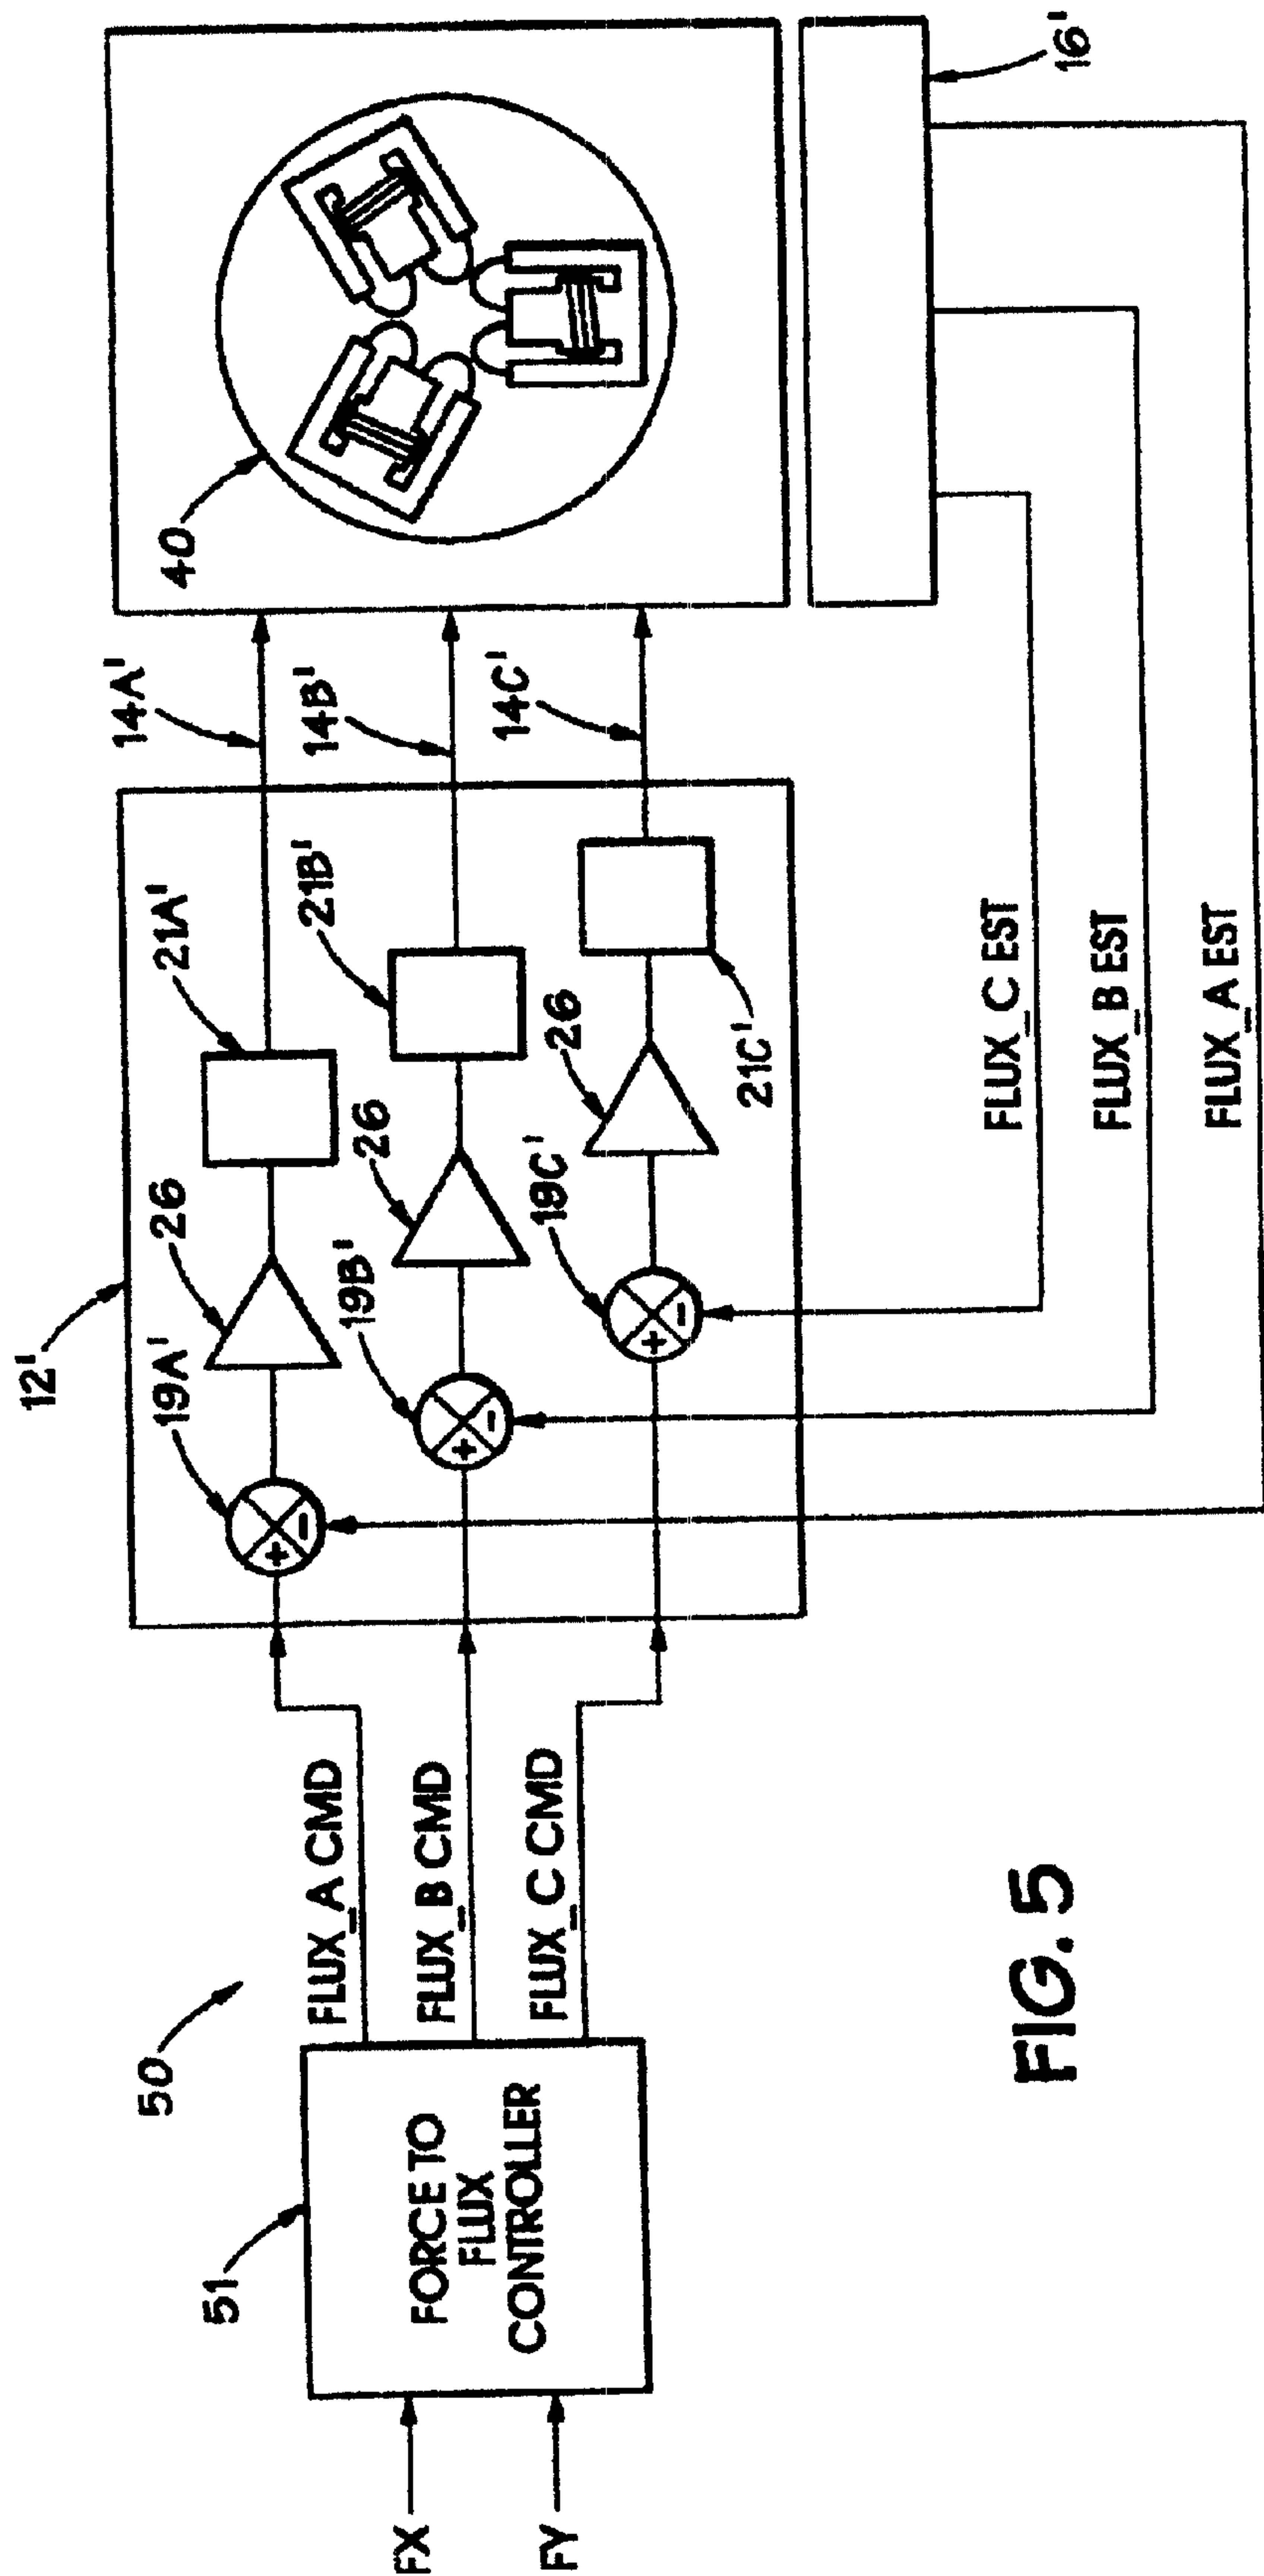 FX
FY
51
FORCE TO
FLUX
CONTROLLER
50
FLUX_A CMD
FLUX_B CMD
FLUX_C CMD
12'
19A'
+
-
26
21A'
19B'
+
-
26
21B'
19C'
+
-
26
21C'
14A'
14B'
14C'
40
16'
FLUX_C EST
FLUX_B EST
FLUX_A EST
FIG. 5